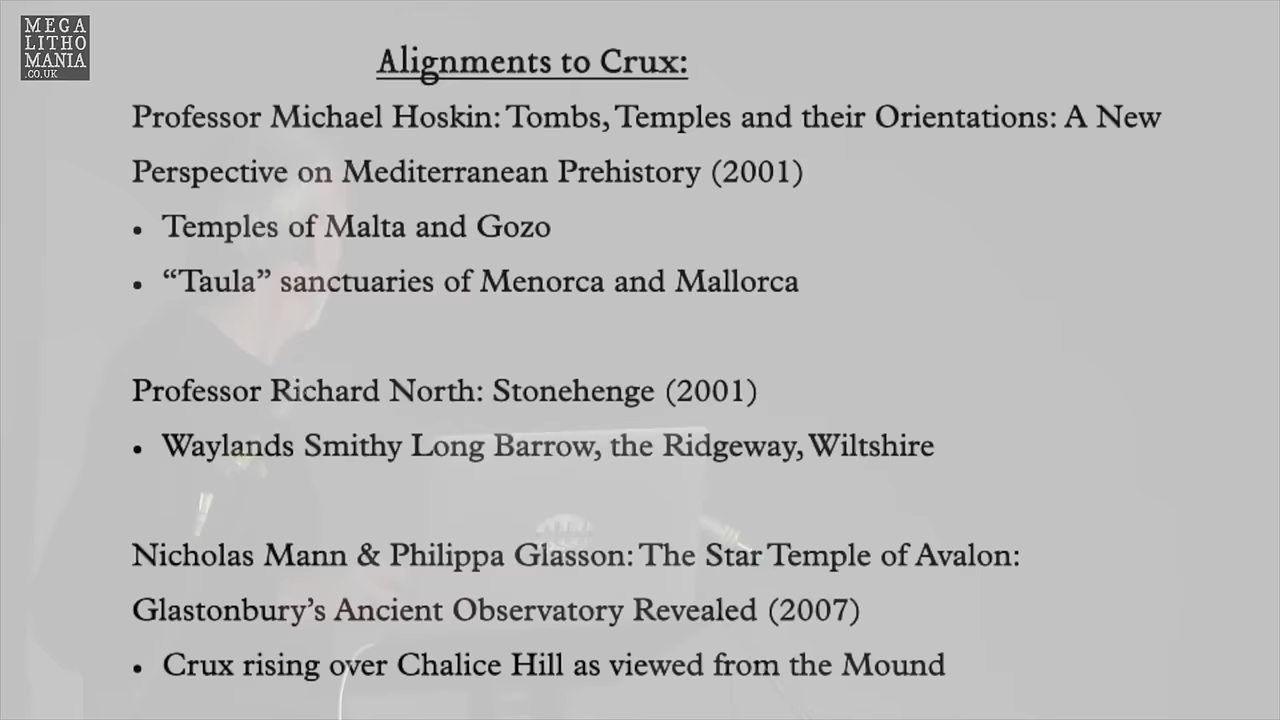 MEGA
LITHO
MANIA
.CO.UK
Alignments to Crux:
Professor Michael Hoskin: Tombs, Temples and their Orientations: A New
Perspective on Mediterranean Prehistory (2001)
• Temples of Malta and Gozo
• “Taula” sanctuaries of Menorca and Mallorca
Professor Richard North: Stonehenge (2001)
• Waylands Smithy Long Barrow, the Ridgeway, Wiltshire
Nicholas Mann & Philippa Glasson: The Star Temple of Avalon:
Glastonbury’s Ancient Observatory Revealed (2007)
• Crux rising over Chalice Hill as viewed from the Mound